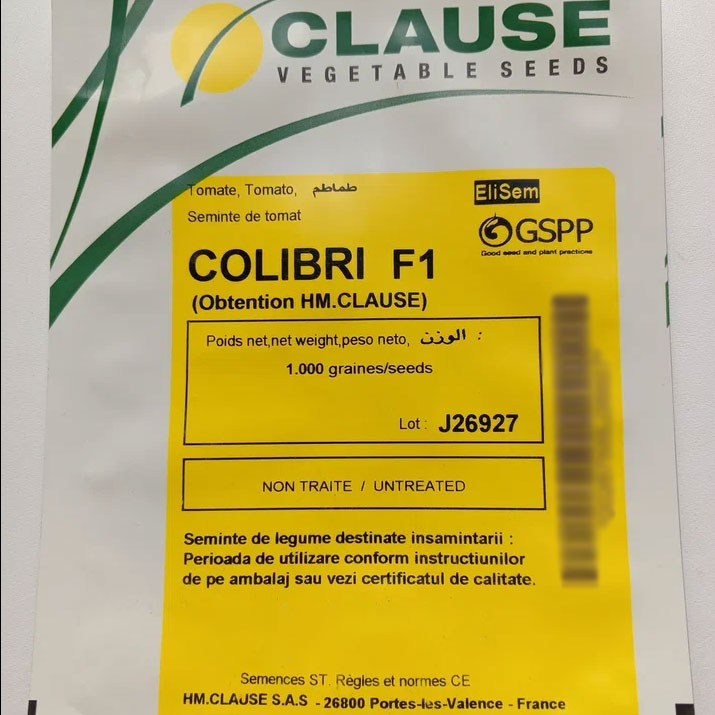 CLAUSE
VEGETABLE SEEDS
Tomate, Tomato, طماطم
Seminte de tomat
EliSem
GSPP
Good seed and plant practices
COLIBRI F1
(Obtention HM.CLAUSE)
Poids net,net weight,peso neto, الوزن :
1.000 graines/seeds
Lot : J26927
NON TRAITE / UNTREATED
Seminte de legume destinate insamintarii :
Perioada de utilizare conform instructiunilor
de pe ambalaj sau vezi certificatul de calitate.
Semences ST. Règles et normes CE
HM.CLAUSE S.A.S - 26800 Portes-les-Valence - France